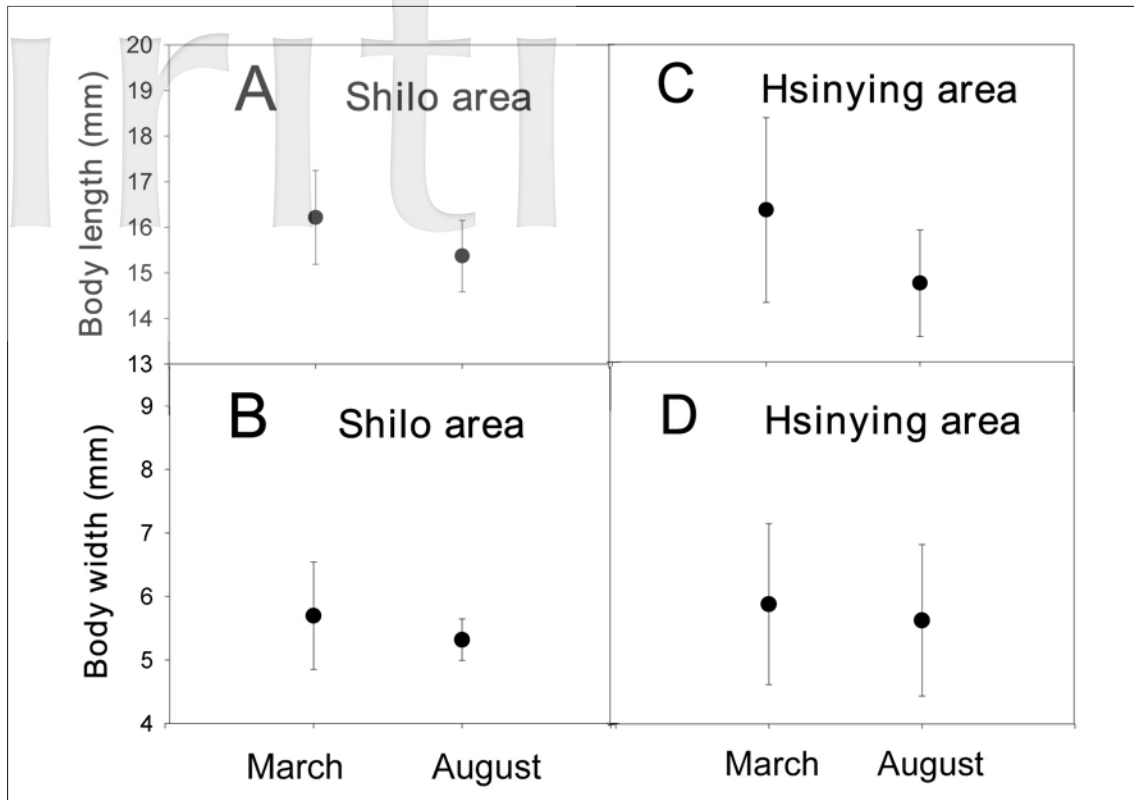 iriti
A Shilo area
C Hsinying area
Body length (mm)
20
19
18
17
16
15
14
13
B Shilo area
D Hsinying area
Body width (mm)
9
8
7
6
5
4
March August March August